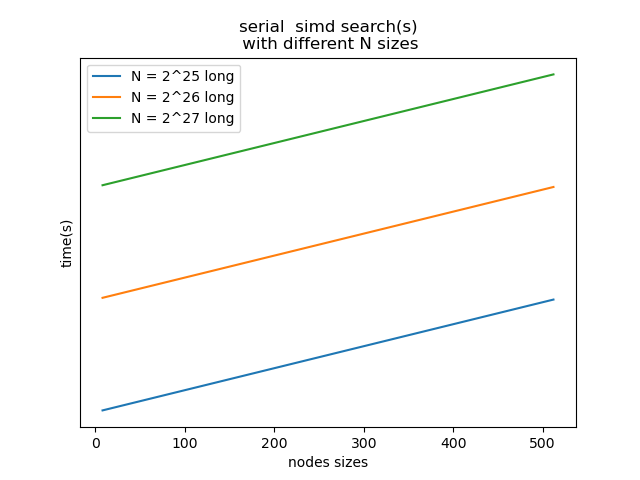 serial  simd search(s)
with different N sizes
N = 2^25 long
N = 2^26 long
N = 2^27 long
time(s)
0 100 200 300 400 500
nodes sizes